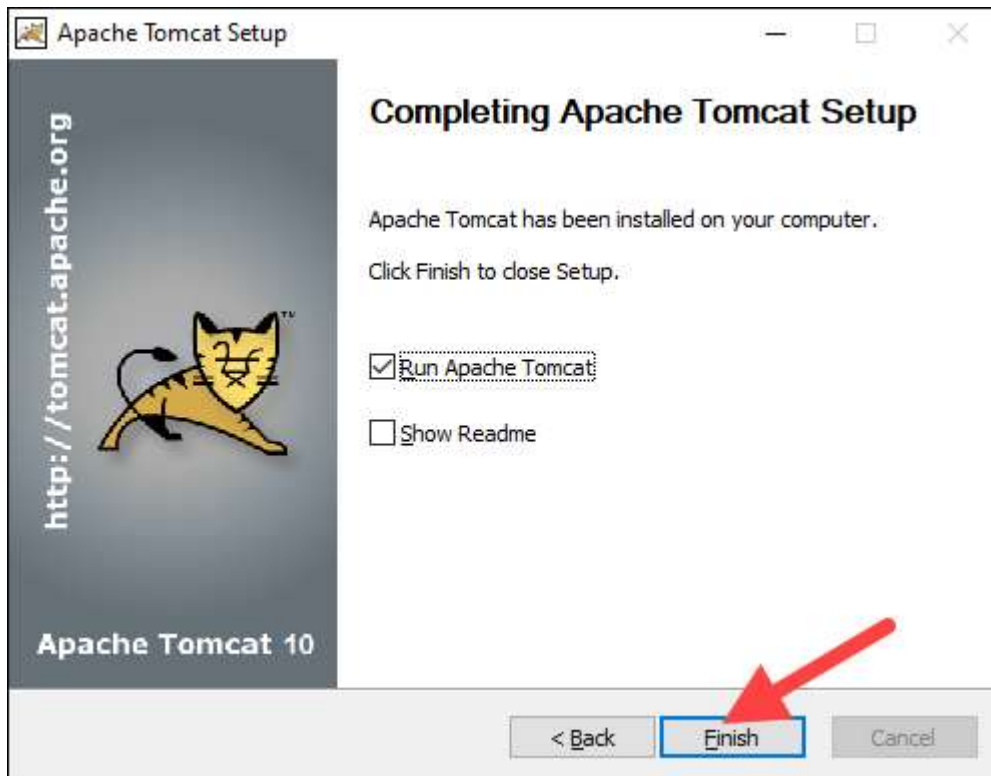 Apache Tomcat Setup
http://tomcat.apache.org
Apache Tomcat 10
Completing Apache Tomcat Setup
Apache Tomcat has been installed on your computer.
Click Finish to close Setup.
Run Apache Tomcat
Show Readme
TM
< Back
Finish
Cancel